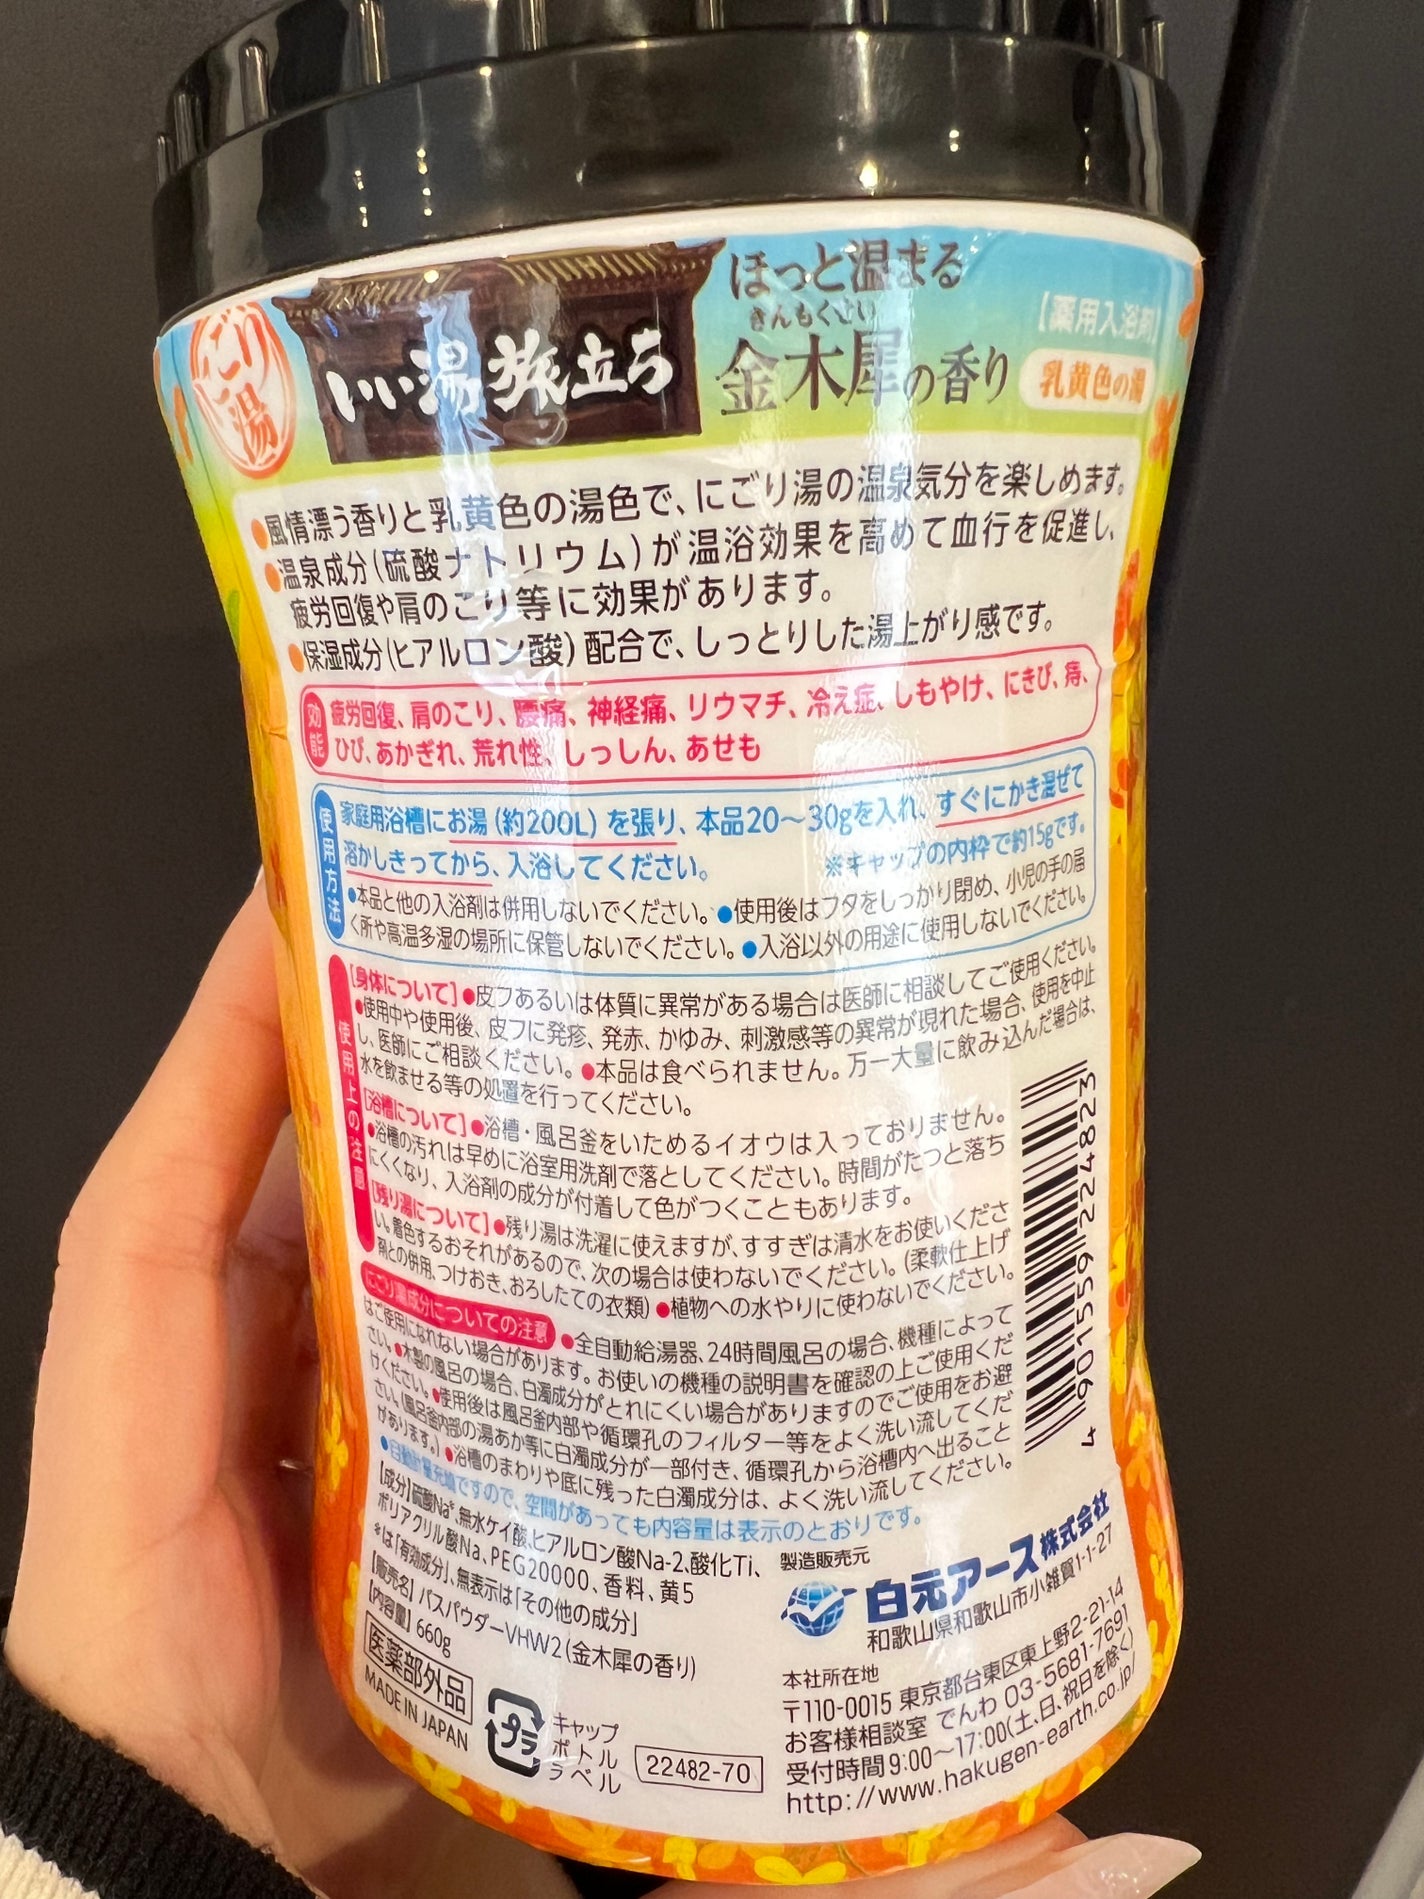 にごり湯
いい湯旅立ち
ほっと温まる
きんもくせい
金木犀の香り
【薬用入浴剤】
乳黄色の湯
●風情漂う香りと乳黄色の湯色で、にごり湯の温泉気分を楽しめます。
●温泉成分(硫酸ナトリウム)が温浴効果を高めて血行を促進し、
疲労回復や肩のこり等に効果があります。
●保湿成分(ヒアルロン酸)配合で、しっとりした湯上がり感です。
効能
疲労回復、肩のこり、腰痛、神経痛、リウマチ、冷え症、しもやけ、にきび、痔、
ひび、あかぎれ、荒れ性、しっしん、あせも
使用方法
家庭用浴槽にお湯(約200L)を張り、本品20〜30gを入れ、すぐにかき混ぜて
溶かしきってから、入浴してください。 ※キャップの内枠で約15gです。
●本品と他の入浴剤は併用しないでください。●使用後はフタをしっかり閉め、小児の手の届
く所や高温多湿の場所に保管しないでください。●入浴以外の用途に使用しないでください。
使用上の注意
[身体について]●皮フあるいは体質に異常がある場合は医師に相談してご使用ください。
●使用中や使用後、皮フに発疹、発赤、かゆみ、刺激感等の異常が現れた場合、使用を中止
し、医師にご相談ください。●本品は食べられません。万一大量に飲み込んだ場合は、
水を飲ませる等の処置を行ってください。
[浴槽について]●浴槽・風呂釜をいためるイオウは入っておりません。
●浴槽の汚れは早めに浴室用洗剤で落としてください。時間がたつと落ち
にくくなり、入浴剤の成分が付着して色がつくこともあります。
[残り湯について]●残り湯は洗濯に使えますが、すすぎは清水をお使いくださ
い。着色するおそれがあるので、次の場合は使わないでください。(柔軟仕上げ
剤との併用、つけおき、おろしたての衣類)●植物への水やりに使わないでください。
にごり湯成分についての注意 ●全自動給湯器、24時間風呂の場合、機種によって
はご使用になれない場合があります。お使いの機種の説明書を確認の上ご使用くだ
さい。●木製の風呂の場合、白濁成分がとれにくい場合がありますのでご使用をお避
けください。●使用後は風呂釜内部や循環孔のフィルター等をよく洗い流してくだ
さい。(風呂釜内部の湯あか等に白濁成分が一部付き、循環孔から浴槽内へ出ること
があります。)●浴槽のまわりや底に残った白濁成分は、よく洗い流してください。
●自動計量充填ですので、空間があっても内容量は表示のとおりです。
【成分】硫酸Na*、無水ケイ酸、ヒアルロン酸Na-2、酸化Ti、
ポリアクリル酸Na、PEG20000、香料、黄5
*は「有効成分」、無表示は「その他の成分」
【販売名】バスパウダーVHW2(金木犀の香り)
【内容量】660g
医薬部外品
MADE IN JAPAN
プラ
キャップ
ボトル
ラベル
22482-70
製造販売元
白元アース株式会社
和歌山県和歌山市小雑賀1-1-27
本社所在地
〒110-0015 東京都台東区東上野2-21-14
お客様相談室 でんわ 03-5681-7691
受付時間9:00〜17:00(土、日、祝日を除く)
http://www.hakugen-earth.co.jp/
4 901559 224823